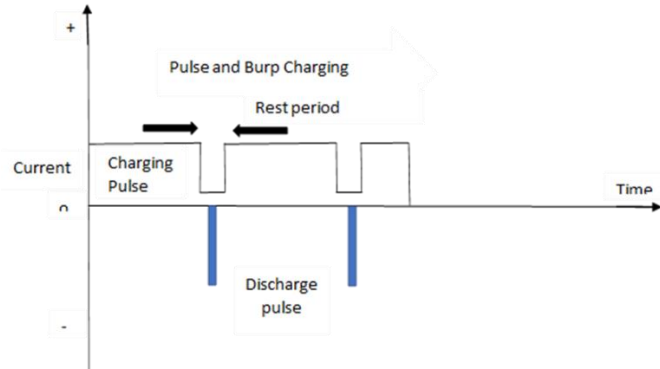 +
Pulse and Burp Charging
Rest period
Current
Charging
Pulse
Time
0
Discharge
pulse
-